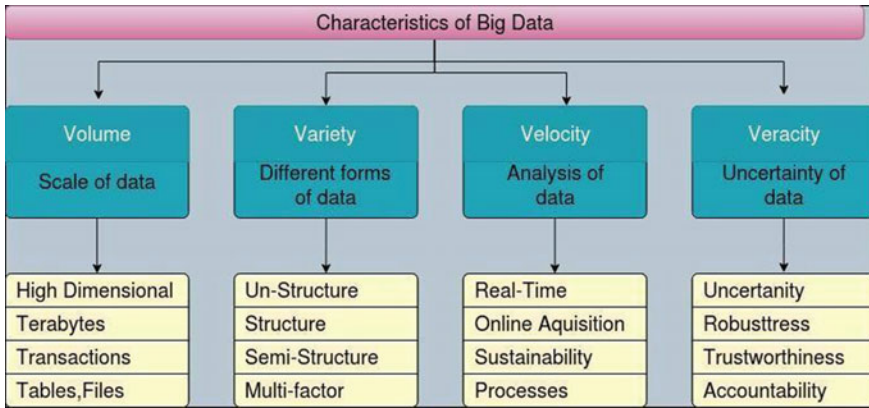 Characteristics of Big Data
Volume
Scale of data
High Dimensional
Terabytes
Transactions
Tables,Files
Variety
Different forms
of data
Un-Structure
Structure
Semi-Structure
Multi-factor
Velocity
Analysis of
data
Real-Time
Online Aquisition
Sustainability
Processes
Veracity
Uncertainty of
data
Uncertanity
Robusttress
Trustworthiness
Accountability